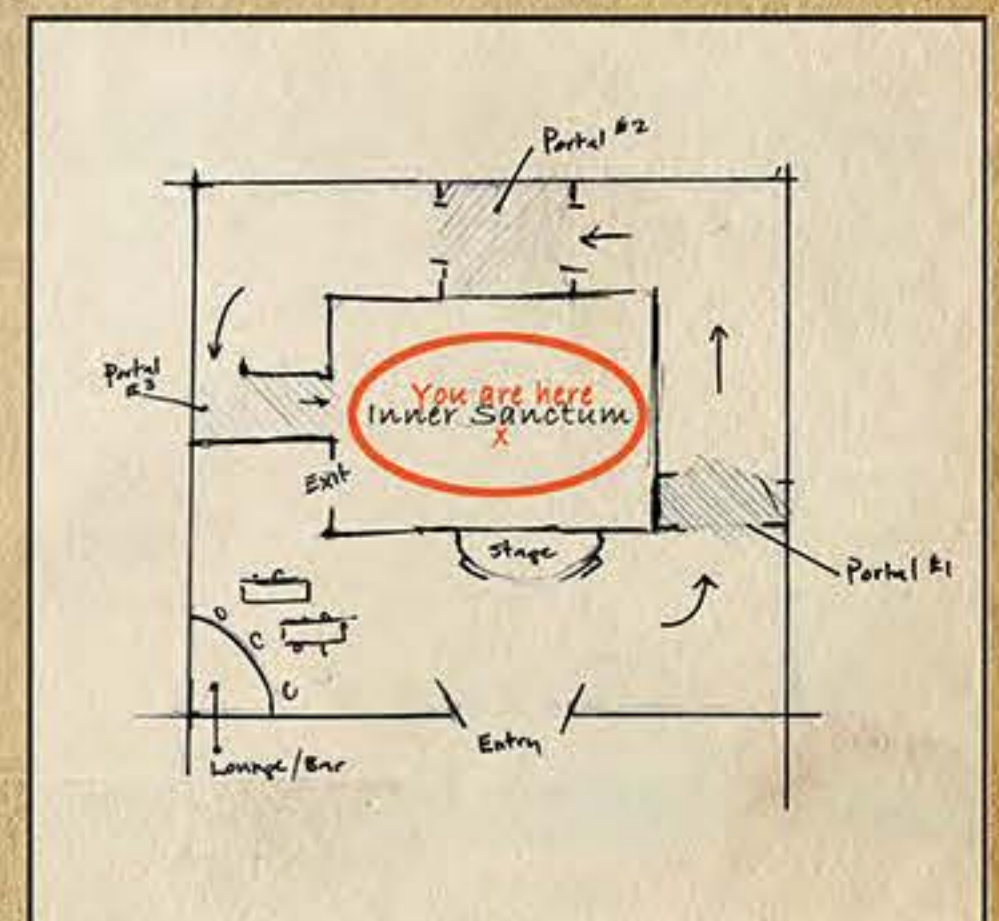 Portal #2
Portal
#3
You are here
Inner Sanctum
x
Exit
Stage
Portal #1
Entry
Lounge/Bar